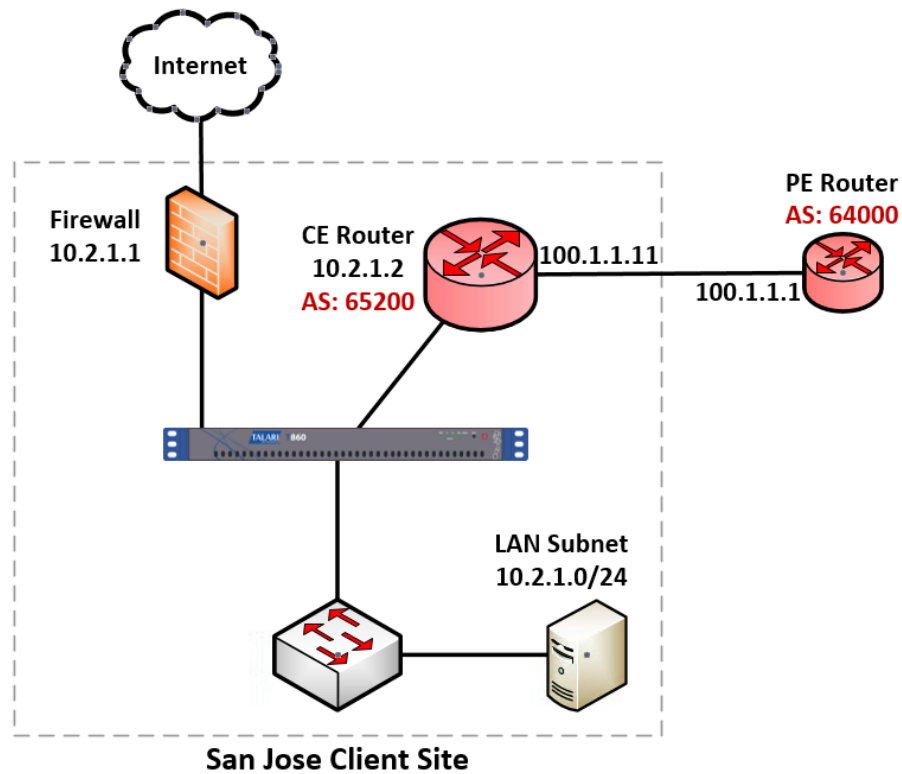 Internet
Firewall
10.2.1.1
CE Router
10.2.1.2
AS: 65200
100.1.1.11
PE Router
AS: 64000
100.1.1.1
TALARI
860
LAN Subnet
10.2.1.0/24
San Jose Client Site